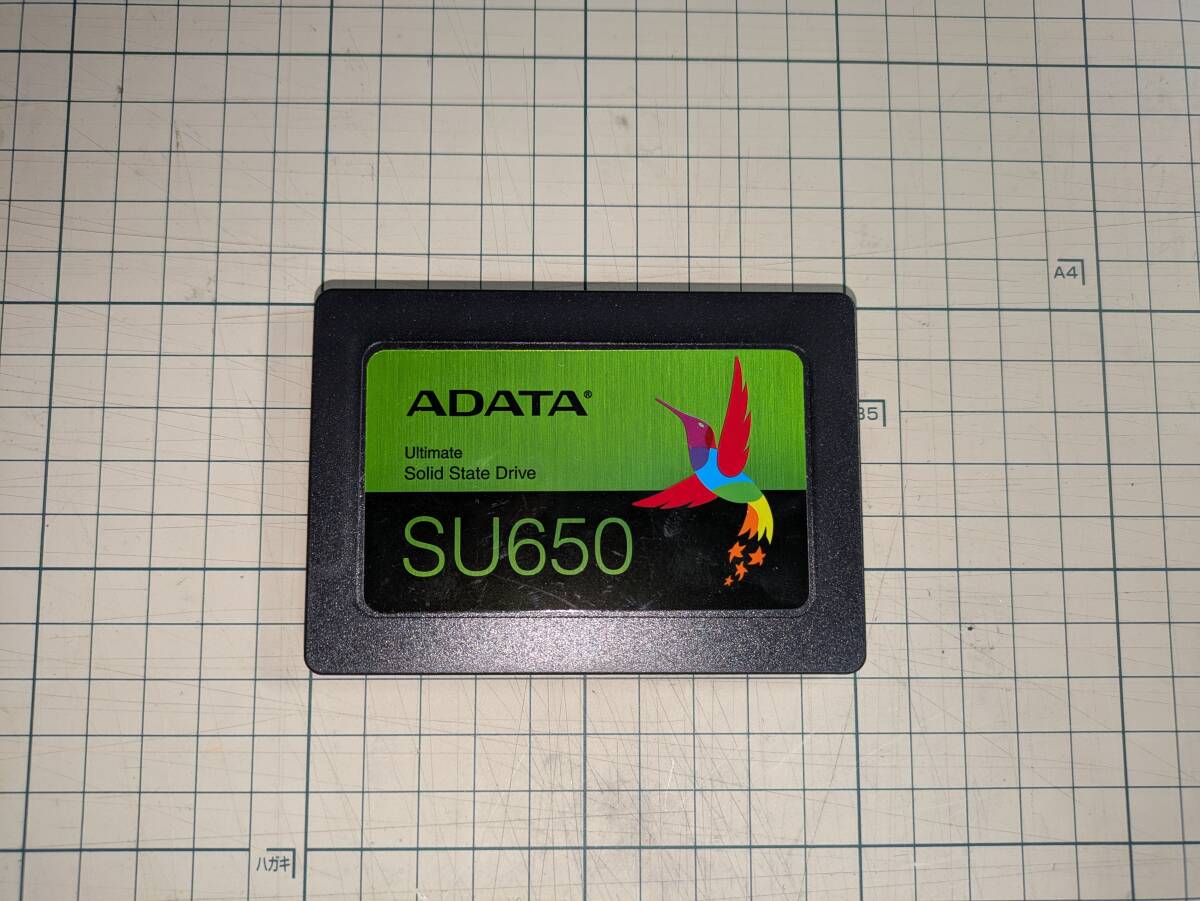 A4
B5
ADATA®
Ultimate
Solid State Drive
SU650
ハガキ